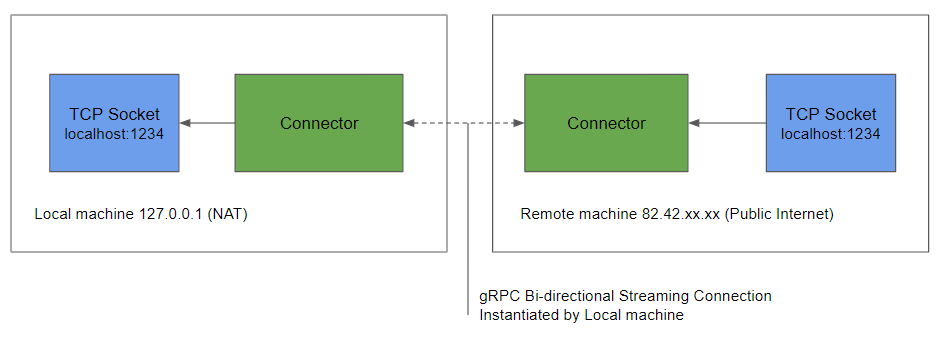 TCP Socket
localhost:1234
Connector
Local machine 127.0.0.1 (NAT)
Connector
TCP Socket
localhost:1234
Remote machine 82.42.xx.xx (Public Internet)
gRPC Bi-directional Streaming Connection
Instantiated by Local machine